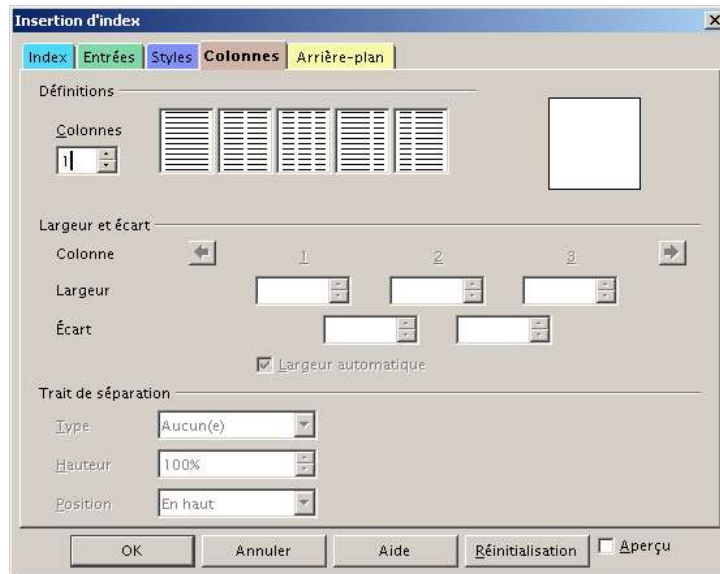 Insertion d'index
Index Entrées Styles Colonnes Arrière-plan
Définitions
Colonnes
1
Largeur et écart
Colonne 1 2 3
Largeur
Écart
Largeur automatique
Trait de séparation
Type Aucun(e)
Hauteur 100%
Position En haut
OK Annuler Aide Réinitialisation Aperçu